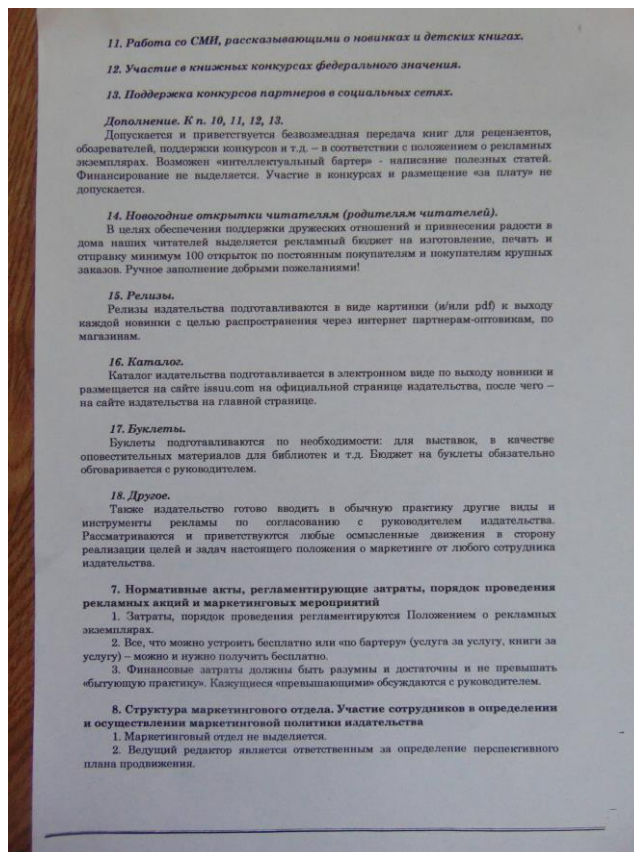 11. Работа со СМИ, рассказывающими о новинках и детских книгах.
12. Участие в книжных конкурсах федерального значения.
13. Поддержка конкурсов партнеров в социальных сетях.
Дополнение. К п. 10, 11, 12, 13.
Допускается и приветствуется безвозмездная передача книг для рецензентов,
обозревателей, поддержки конкурсов и т.д. – в соответствии с положением о рекламных
экземплярах. Возможен «интеллектуальный бартер» - написание полезных статей.
Финансирование не выделяется. Участие в конкурсах и размещение «за плату» не
допускается.
14. Новогодние открытки читателям (родителям читателей).
В целях обеспечения поддержки дружеских отношений и привнесения радости в
дома наших читателей выделяется рекламный бюджет на изготовление, печать и
отправку минимум 100 открыток по постоянным покупателям и покупателям крупных
заказов. Ручное заполнение добрыми пожеланиями!
15. Релизы.
Релизы издательства подготавливаются в виде картинки (и/или pdf) к выходу
каждой новинки с целью распространения через интернет партнерам-оптовикам, по
магазинам.
16. Каталог.
Каталог издательства подготавливается в электронном виде по выходу новинки и
размещается на сайте issuu.com на официальной странице издательства, после чего –
на сайте издательства на главной странице.
17. Буклеты.
Буклеты подготавливаются по необходимости: для выставок, в качестве
оповестительных материалов для библиотек и т.д. Бюджет на буклеты обязательно
обговаривается с руководителем.
18. Другое.
Также издательство готово вводить в обычную практику другие виды и
инструменты рекламы по согласованию с руководителем издательства.
Рассматриваются и приветствуются любые осмысленные движения в сторону
реализации целей и задач настоящего положения о маркетинге от любого сотрудника
издательства.
7. Нормативные акты, регламентирующие затраты, порядок проведения
рекламных акций и маркетинговых мероприятий
1. Затраты, порядок проведения регламентируются Положением о рекламных
экземплярах.
2. Все, что можно устроить бесплатно или «по бартеру» (услуга за услугу, книги за
услугу) – можно и нужно получить бесплатно.
3. Финансовые затраты должны быть разумны и достаточны и не превышать
«бытующую практику». Кажущиеся «превышающими» обсуждаются с руководителем.
8. Структура маркетингового отдела. Участие сотрудников в определении
и осуществлении маркетинговой политики издательства
1. Маркетинговый отдел не выделяется.
2. Ведущий редактор является ответственным за определение перспективного
плана продвижения.